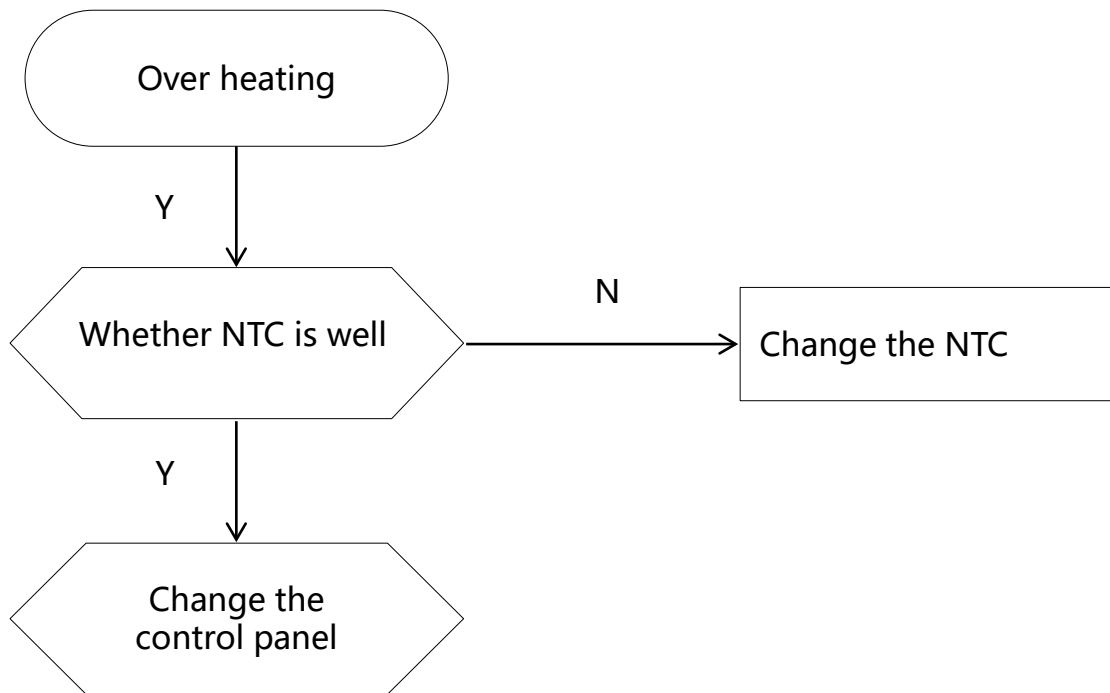 Over heating
Y
Whether NTC is well
N
Change the NTC
Y
Change the
control panel